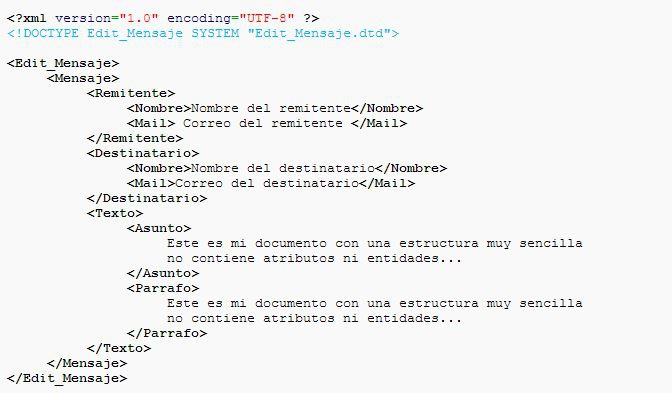 <?xml version="1.0" encoding="UTF-8" ?>
<!DOCTYPE Edit_Mensaje SYSTEM "Edit_Mensaje.dtd">
<Edit_Mensaje>
<Mensaje>
<Remitente>
<Nombre>Nombre del remitente</Nombre>
<Mail> Correo del remitente </Mail>
</Remitente>
<Destinatario>
<Nombre>Nombre del destinatario</Nombre>
<Mail>Correo del destinatario</Mail>
</Destinatario>
<Texto>
<Asunto>
Este es mi documento con una estructura muy sencilla
no contiene atributos ni entidades...
</Asunto>
<Parrafo>
Este es mi documento con una estructura muy sencilla
no contiene atributos ni entidades...
</Parrafo>
</Texto>
</Mensaje>
</Edit_Mensaje>